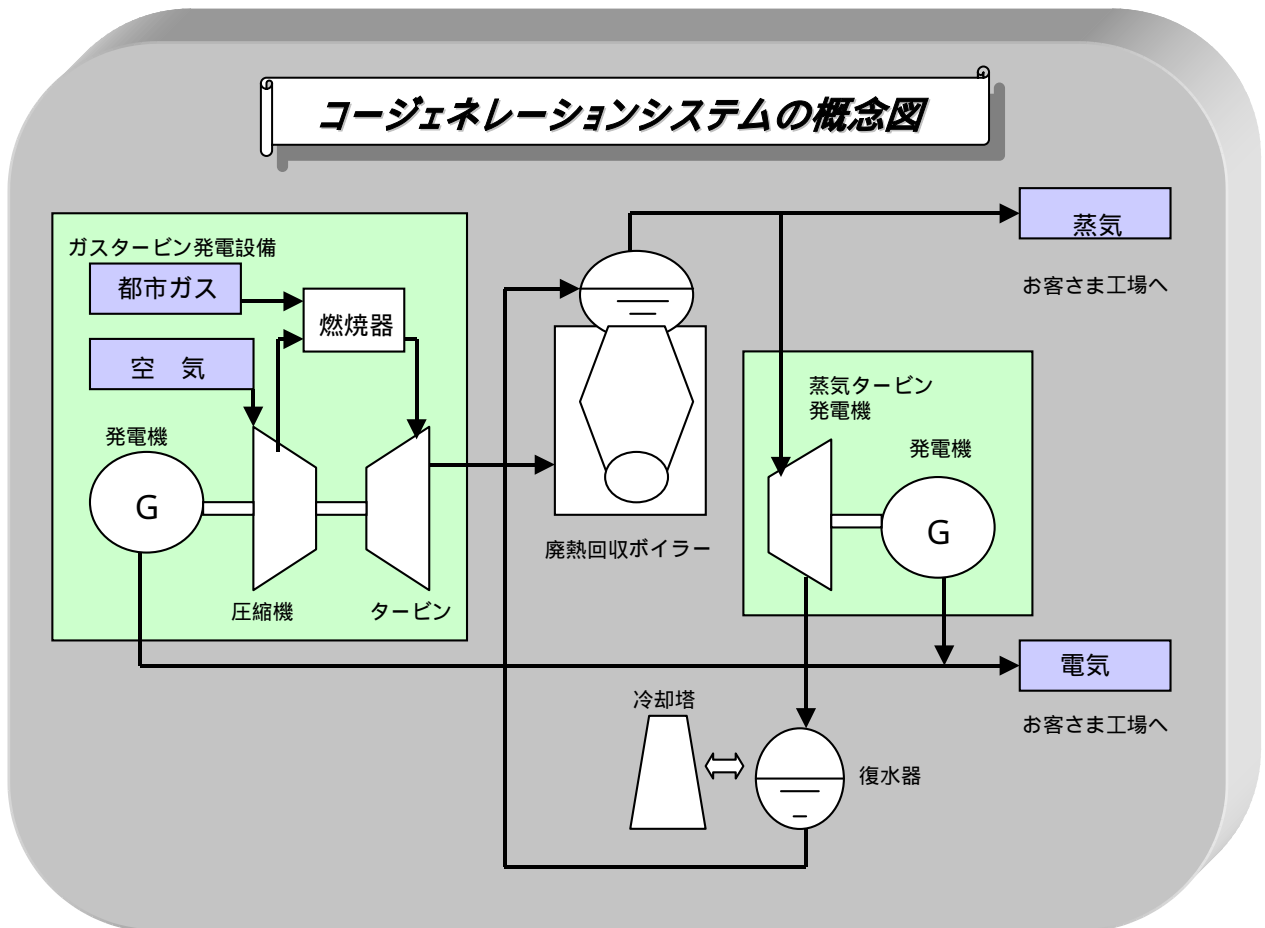 コージェネレーションシステムの概念図
ガスタービン発電設備
都市ガス
燃焼器
空 気
発電機
G
圧縮機
タービン
廃熱回収ボイラー
蒸気
お客さま工場へ
蒸気タービン
発電機
発電機
G
電気
お客さま工場へ
冷却塔
復水器